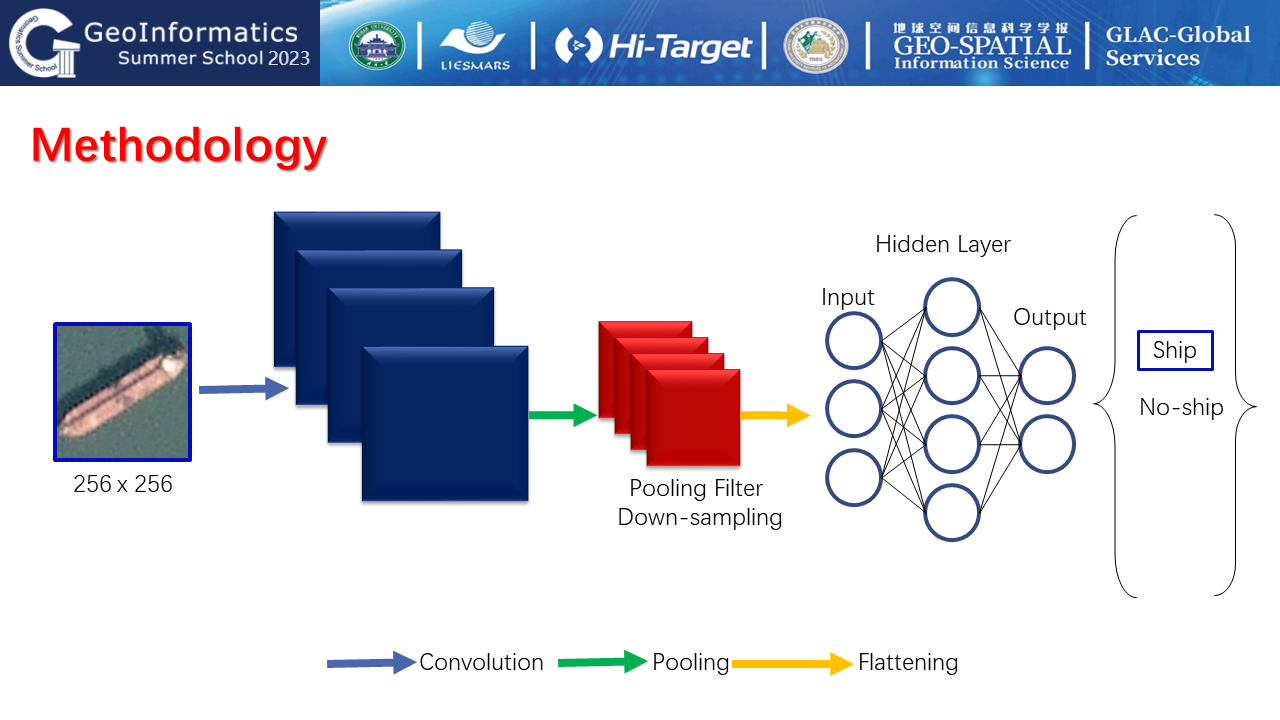 GeoInformatics
Summer School 2023
Geomatics Summer School
LIESMARS
Hi-Target
1980
地球空间信息科学学报
GEO-SPATIAL
Information Science
GLAC-Global
Services
Methodology
256 x 256
Pooling Filter
Down-sampling
Input
Hidden Layer
Output
Ship
No-ship
Convolution
Pooling
Flattening